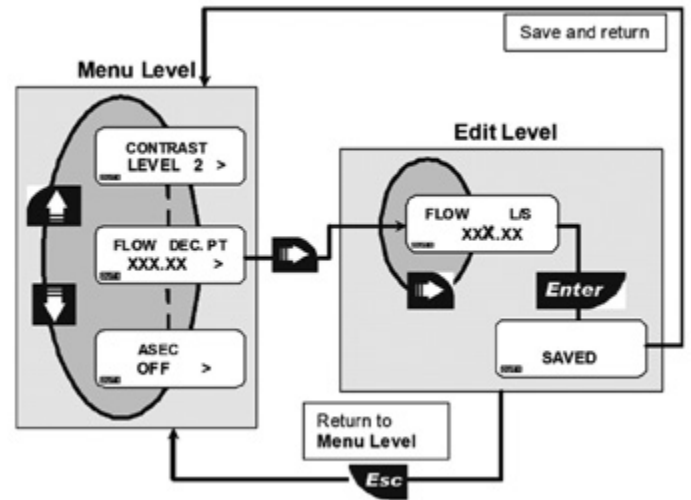 Save and return
Menu Level
Edit Level
CONTRAST
LEVEL 2 >
FLOW DEC. PT
XXX.XX >
ASEC
OFF >
FLOW L/S
XXX.XX
Enter
SAVED
Return to
Menu Level
Esc